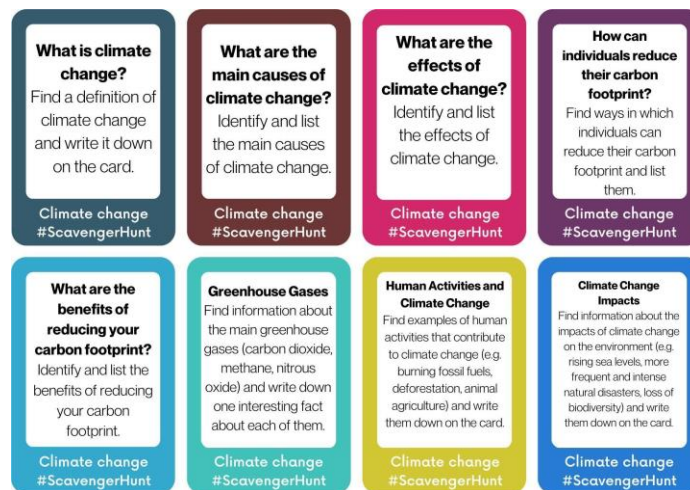 What is climate
change?
Find a definition of
climate change
and write it down
on the card.
Climate change
#ScavengerHunt
What are the
main causes of
climate change?
Identify and list
the main causes
of climate change.
Climate change
#ScavengerHunt
What are the
effects of
climate change?
Identify and list
the effects of
climate change.
Climate change
#ScavengerHunt
How can
individuals reduce
their carbon
footprint?
Find ways in which
individuals can
reduce their carbon
footprint and list
them.
Climate change
#ScavengerHunt
What are the
benefits of
reducing your
carbon footprint?
Identify and list the
benefits of reducing
your carbon
footprint.
Climate change
#ScavengerHunt
Greenhouse Gases
Find information about
the main greenhouse
gases (carbon dioxide,
methane, nitrous
oxide) and write down
one interesting fact
about each of them.
Climate change
#ScavengerHunt
Human Activities and
Climate Change
Find examples of human
activities that contribute
to climate change (e.g.
burning fossil fuels,
deforestation, animal
agriculture) and write
them down on the card.
Climate change
#ScavengerHunt
Climate Change
Impacts
Find information about the
impacts of climate change
on the environment (e.g.
rising sea levels, more
frequent and intense
natural disasters, loss of
biodiversity) and write
them down on the card.
Climate change
#ScavengerHunt